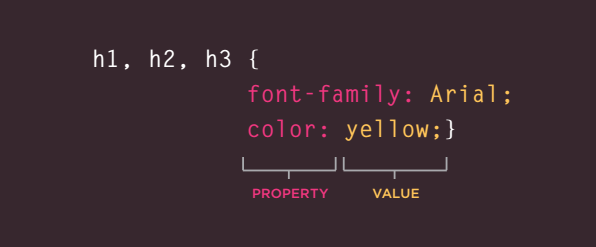 h1, h2, h3 {
font-family: Arial;
color: yellow;}
PROPERTY VALUE